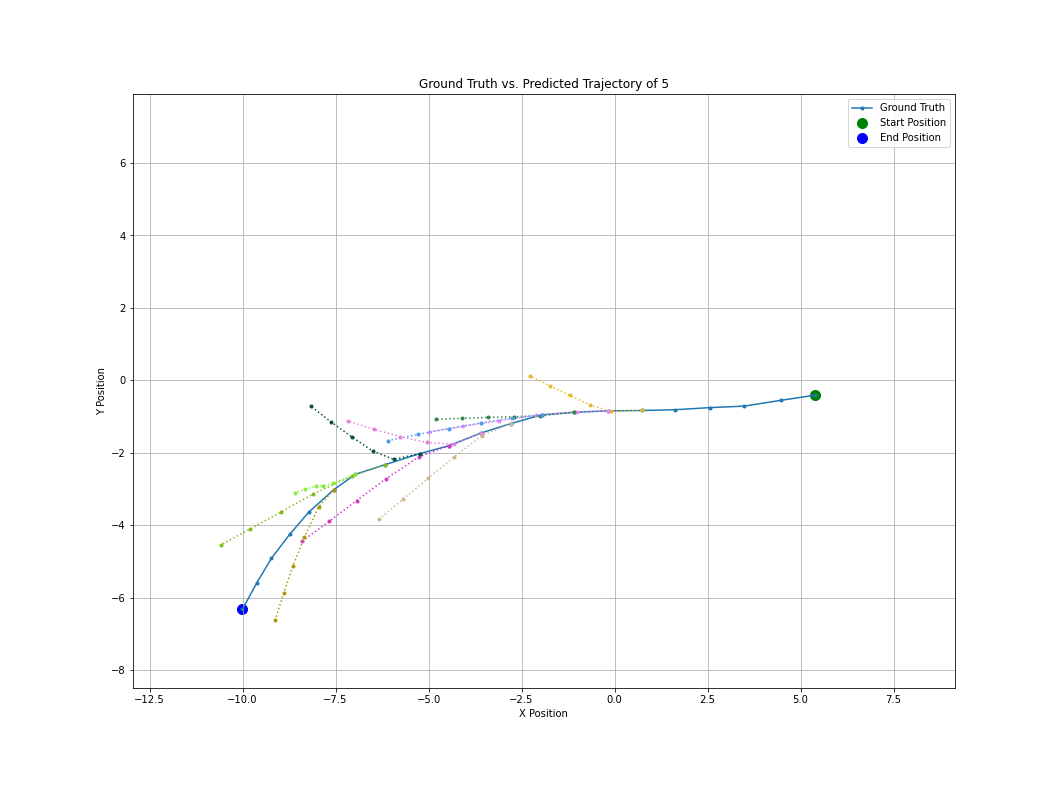 Ground Truth vs. Predicted Trajectory of 5
Ground Truth
Start Position
End Position
6
4
2
0
−2
−4
−6
−8
Y Position
−12.5 −10.0 −7.5 −5.0 −2.5 0.0 2.5 5.0 7.5
X Position